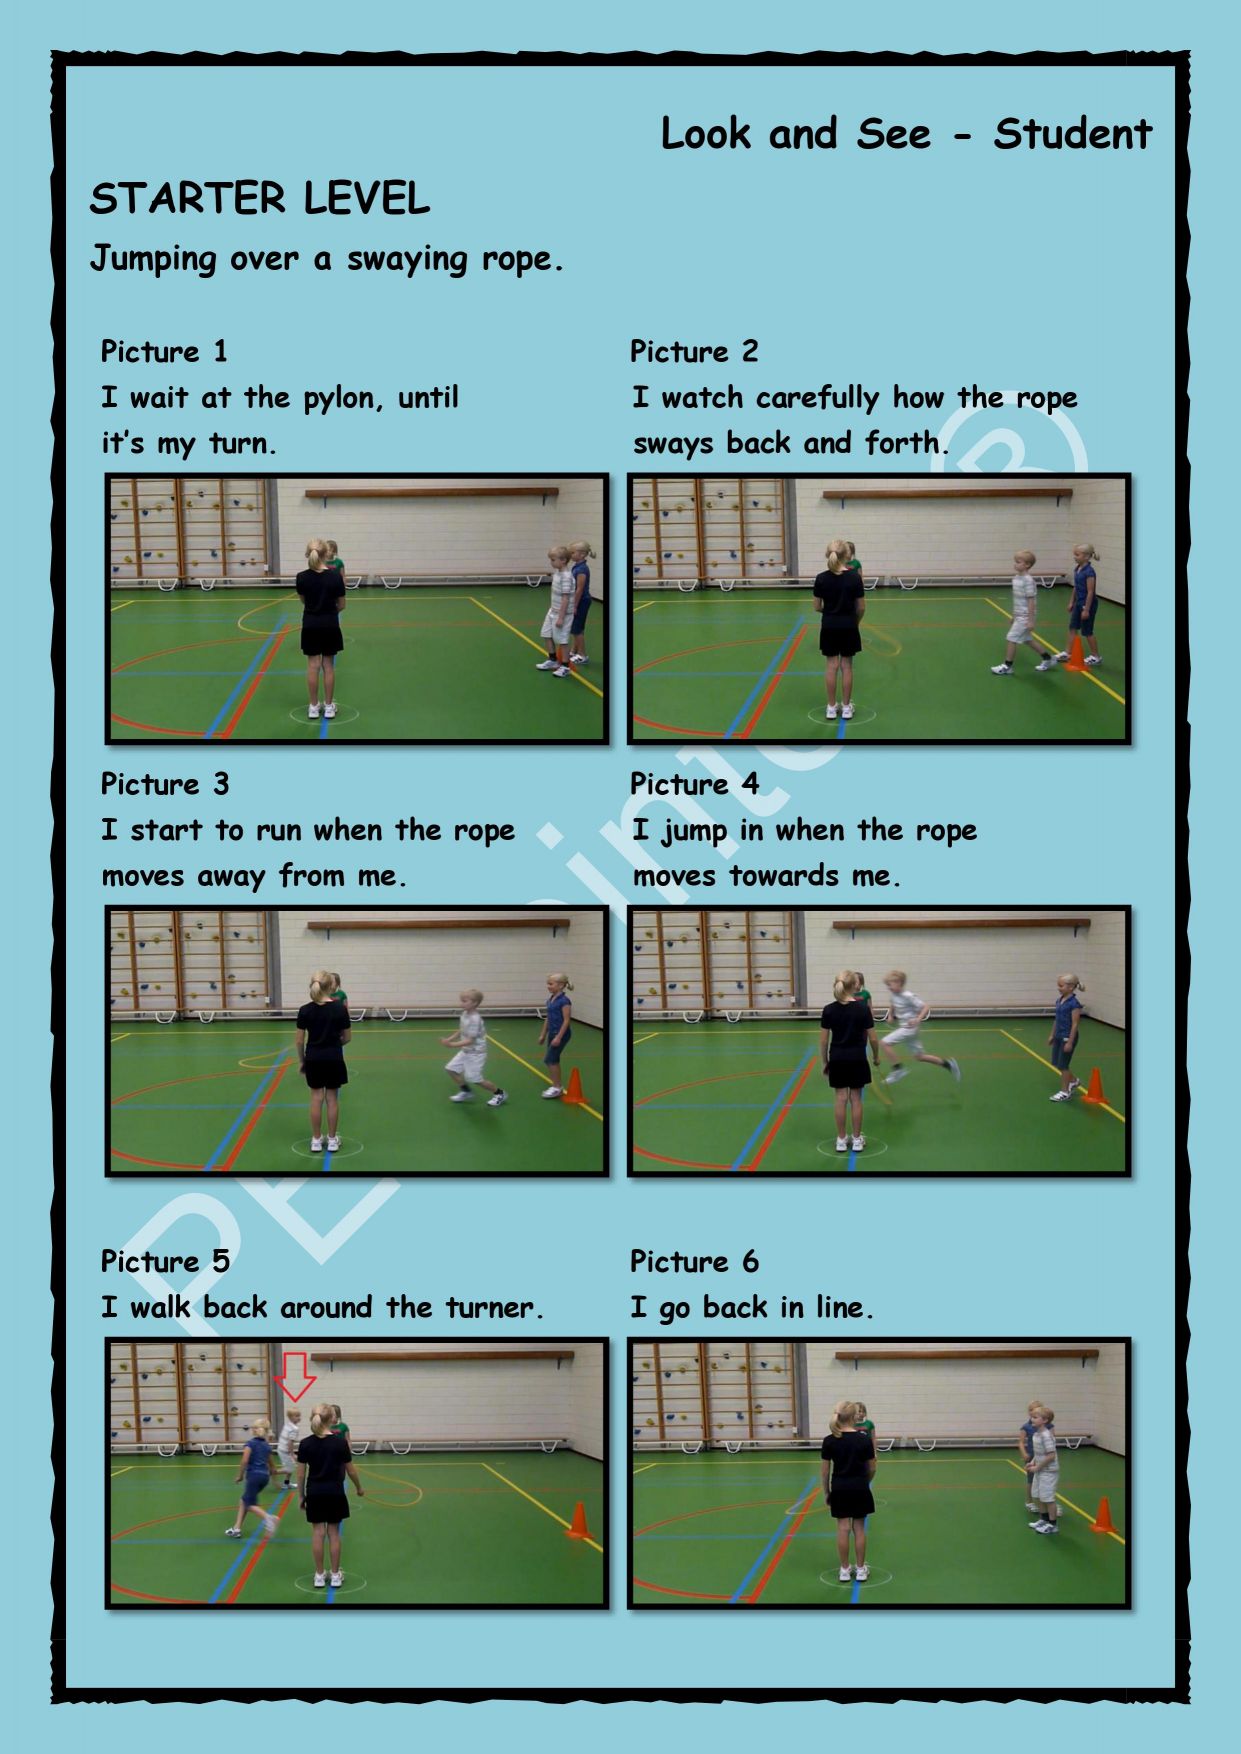 Look and See - Student
STARTER LEVEL
Jumping over a swaying rope.
Picture 1
I wait at the pylon, until
it's my turn.
Picture 2
I watch carefully how the rope
sways back and forth.
Picture 3
I start to run when the rope
moves away from me.
Picture 4
I jump in when the rope
moves towards me.
Picture 5
I walk back around the turner.
Picture 6
I go back in line.